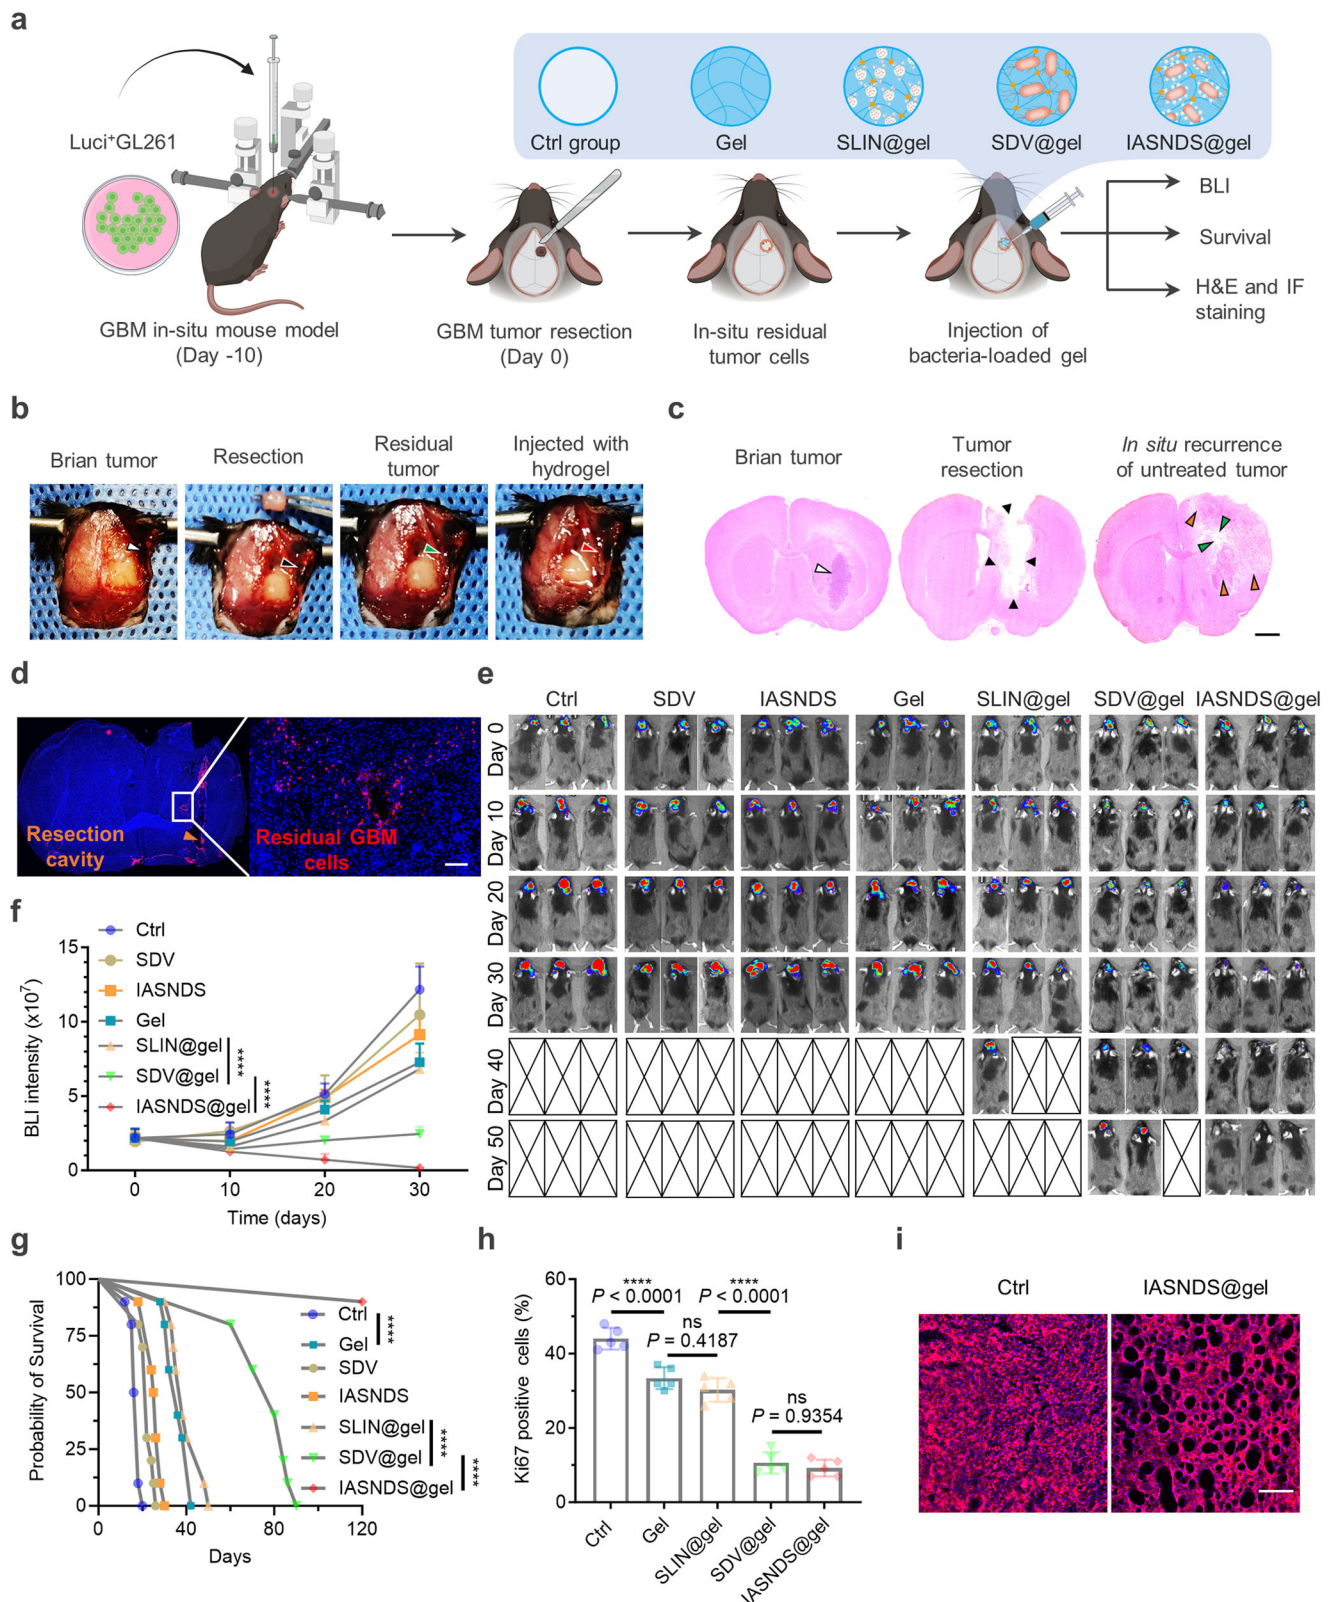 a
Luci⁺GL261
Ctrl group
Gel
SLIN@gel
SDV@gel
IASNDS@gel
BLI
Survival
H&E and IF
staining
GBM in-situ mouse model
(Day -10)
GBM tumor resection
(Day 0)
In-situ residual
tumor cells
Injection of
bacteria-loaded gel
b
Brian tumor
Resection
Residual
tumor
Injected with
hydrogel
c
Brian tumor
Tumor
resection
In situ recurrence
of untreated tumor
d
Resection
cavity
Residual GBM
cells
e
Ctrl
SDV
IASNDS
Gel
SLIN@gel
SDV@gel
IASNDS@gel
Day 0
Day 10
Day 20
Day 30
Day 40
Day 50
f
BLI intensity (x10⁷)
15
10
5
0
Ctrl
SDV
IASNDS
Gel
SLIN@gel
SDV@gel
IASNDS@gel
****
****
0
10
20
30
Time (days)
g
Probability of Survival
100
75
50
25
0
Ctrl
Gel
SDV
IASNDS
SLIN@gel
SDV@gel
IASNDS@gel
****
****
****
0
40
80
120
Days
h
Ki67 positive cells (%)
60
40
20
0
****
P < 0.0001
****
P < 0.0001
ns
P = 0.4187
ns
P = 0.9354
Ctrl
Gel
SLIN@gel
SDV@gel
IASNDS@gel
i
Ctrl
IASNDS@gel